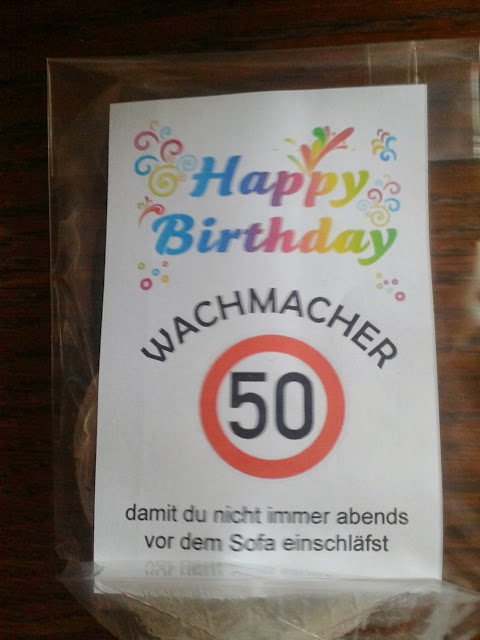 Happy
Birthday
WACHMACHER
50
damit du nicht immer abends
vor dem Sofa einschläfst